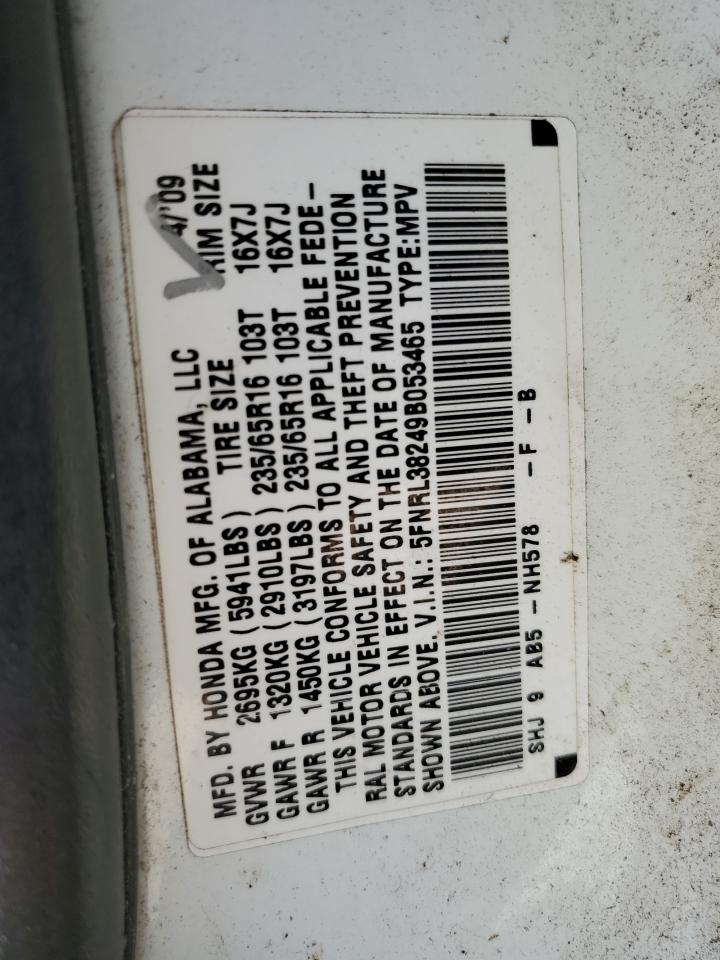 MFD. BY HONDA MFG. OF ALABAMA, LLC 4/'09
GVWR 2695KG (5941LBS) TIRE SIZE RIM SIZE
GAWR F 1320KG (2910LBS) 235/65R16 103T 16X7J
GAWR R 1450KG (3197LBS) 235/65R16 103T 16X7J
THIS VEHICLE CONFORMS TO ALL APPLICABLE FEDE-
RAL MOTOR VEHICLE SAFETY AND THEFT PREVENTION
STANDARDS IN EFFECT ON THE DATE OF MANUFACTURE
SHOWN ABOVE. V.I.N.: 5FNRL38249B053465 TYPE:MPV
SHJ 9 AB5 -NH578 -F -B